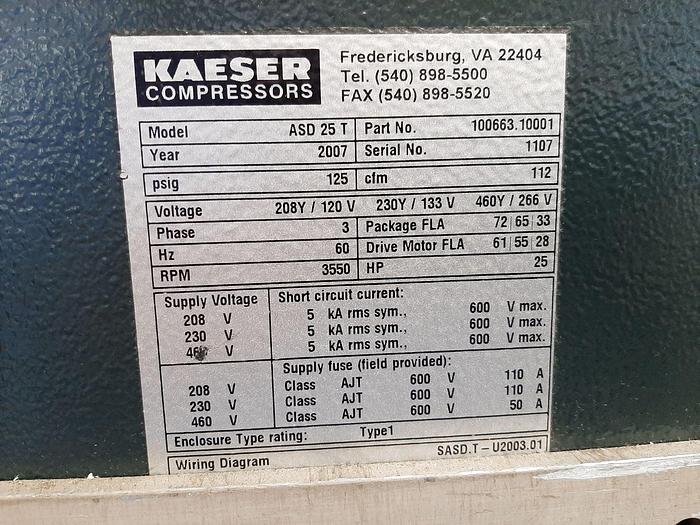 KAESER
COMPRESSORS
Fredericksburg, VA 22404
Tel. (540) 898-5500
FAX (540) 898-5520
Model ASD 25 T Part No. 100663.10001
Year 2007 Serial No. 1107
psig 125 cfm 112
Voltage 208Y / 120 V 230Y / 133 V 460Y / 266 V
Phase 3 Package FLA 72 65 33
Hz 60 Drive Motor FLA 61 55 28
RPM 3550 HP 25
Supply Voltage Short circuit current:
208 V 5 kA rms sym., 600 V max.
230 V 5 kA rms sym., 600 V max.
460 V 5 kA rms sym., 600 V max.
Supply fuse (field provided):
208 V Class AJT 600 V 110 A
230 V Class AJT 600 V 110 A
460 V Class AJT 600 V 50 A
Enclosure Type rating: Type1
Wiring Diagram SASD.T – U2003.01